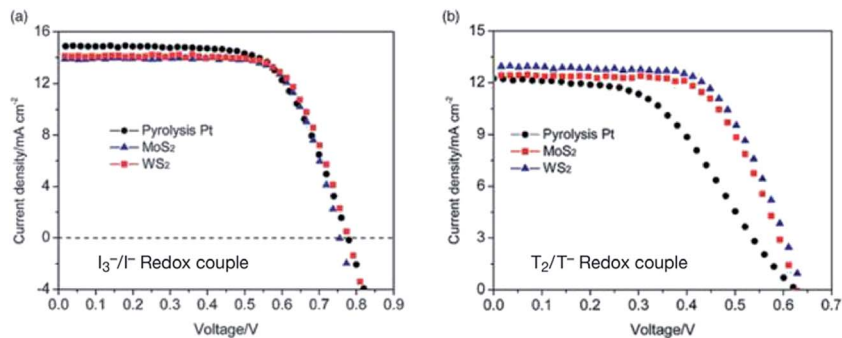 (a)
16
12
8
4
0
-4
Current density/mA cm⁻²
Pyrolysis Pt
MoS₂
WS₂
I₃⁻/I⁻ Redox couple
0.0 0.1 0.2 0.3 0.4 0.5 0.6 0.7 0.8 0.9
Voltage/V
(b)
15
12
9
6
3
0
Current density/mA cm⁻²
Pyrolysis Pt
MoS₂
WS₂
T₂/T⁻ Redox couple
0.0 0.1 0.2 0.3 0.4 0.5 0.6 0.7
Voltage/V